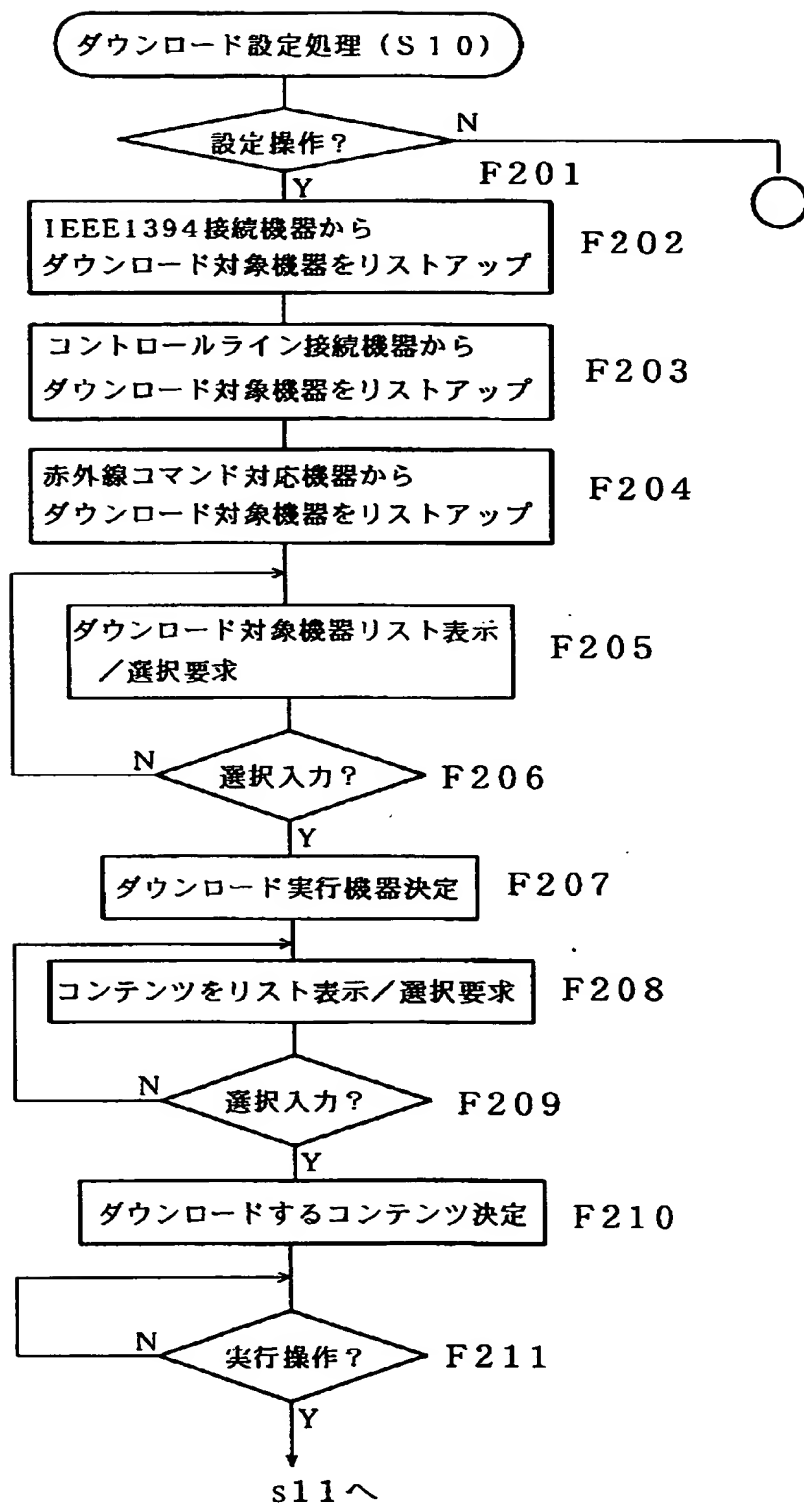 ダウンロード設定処理（S10）
設定操作？
N
Y
F201
IEEE1394接続機器から
ダウンロード対象機器をリストアップ
F202
コントロールライン接続機器から
ダウンロード対象機器をリストアップ
F203
赤外線コマンド対応機器から
ダウンロード対象機器をリストアップ
F204
ダウンロード対象機器リスト表示
／選択要求
F205
N
選択入力？
F206
Y
ダウンロード実行機器決定
F207
コンテンツをリスト表示／選択要求
F208
N
選択入力？
F209
Y
ダウンロードするコンテンツ決定
F210
N
実行操作？
F211
Y
s11へ